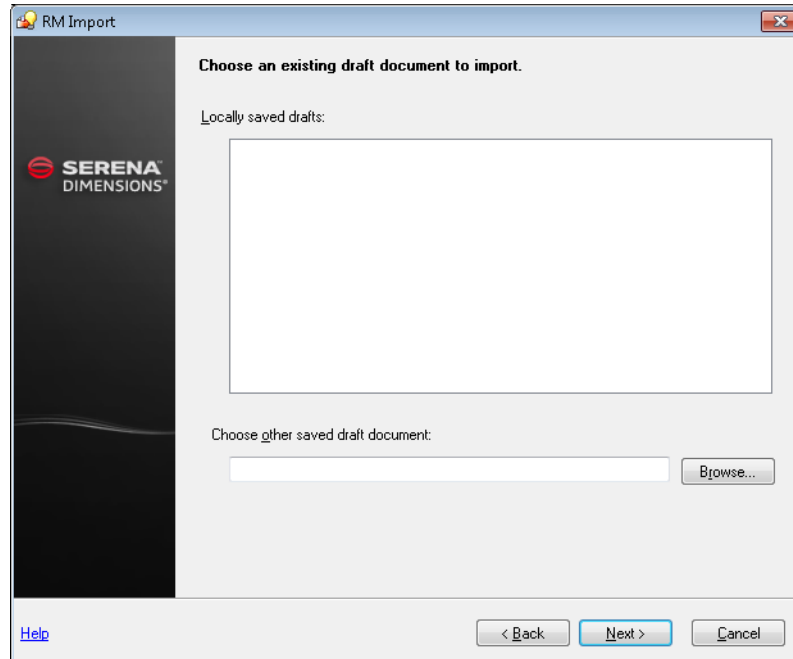 RM Import
Choose an existing draft document to import.
Locally saved drafts:
SERENA™
DIMENSIONS®
Choose other saved draft document:
Browse...
Help
< Back
Next >
Cancel